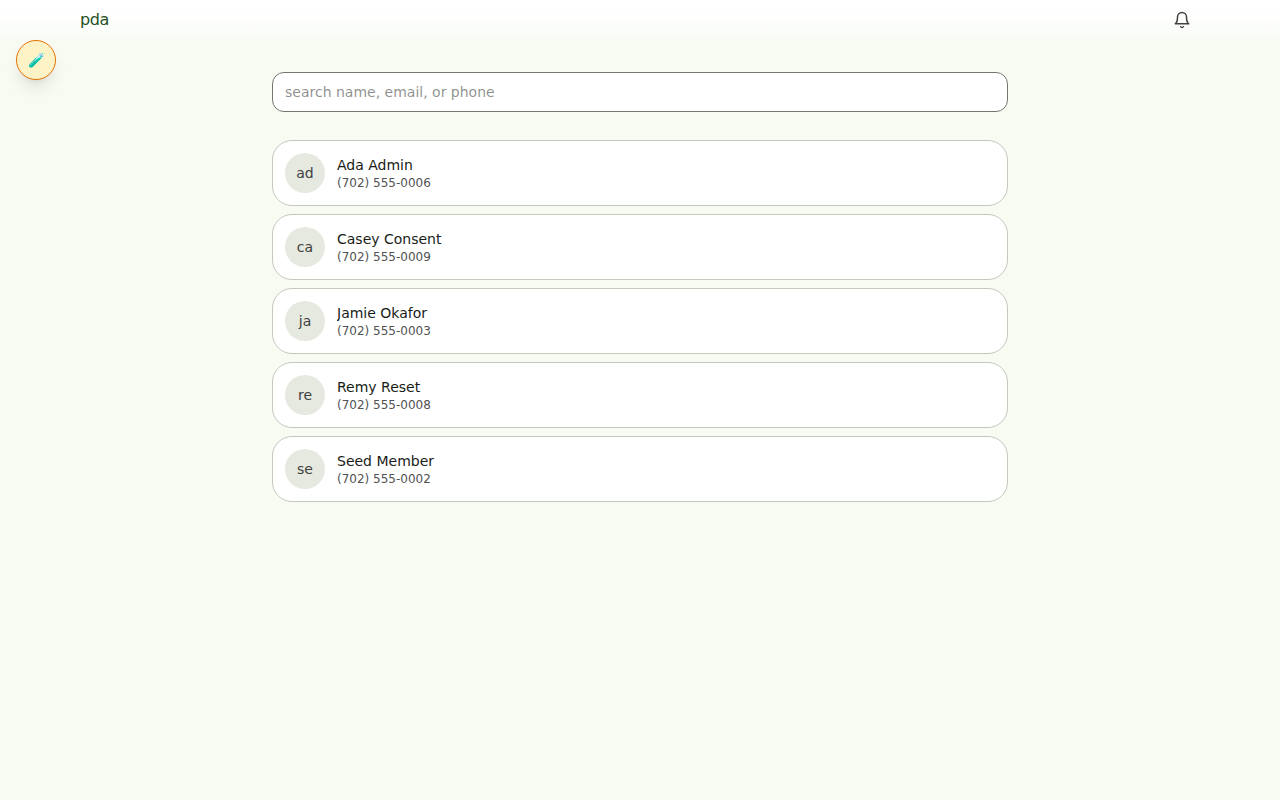 pda
search name, email, or phone
ad
Ada Admin
(702) 555-0006
ca
Casey Consent
(702) 555-0009
ja
Jamie Okafor
(702) 555-0003
re
Remy Reset
(702) 555-0008
se
Seed Member
(702) 555-0002